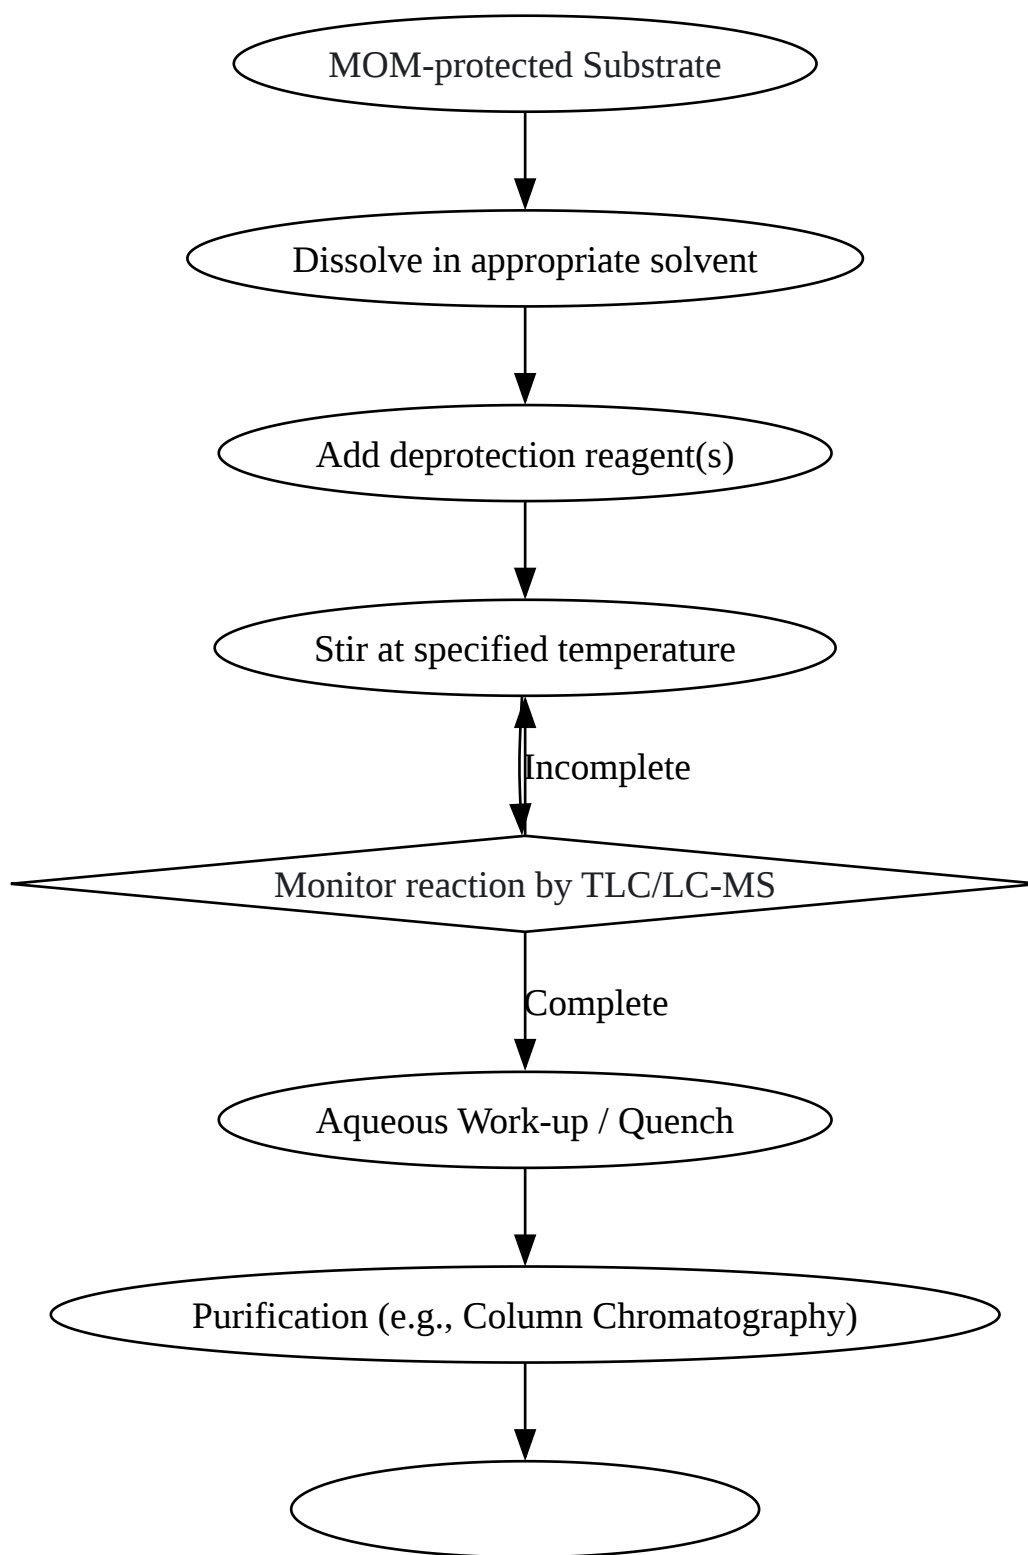 MOM-protected Substrate
Dissolve in appropriate solvent
Add deprotection reagent(s)
Stir at specified temperature
Incomplete
Monitor reaction by TLC/LC-MS
Complete
Aqueous Work-up / Quench
Purification (e.g., Column Chromatography)